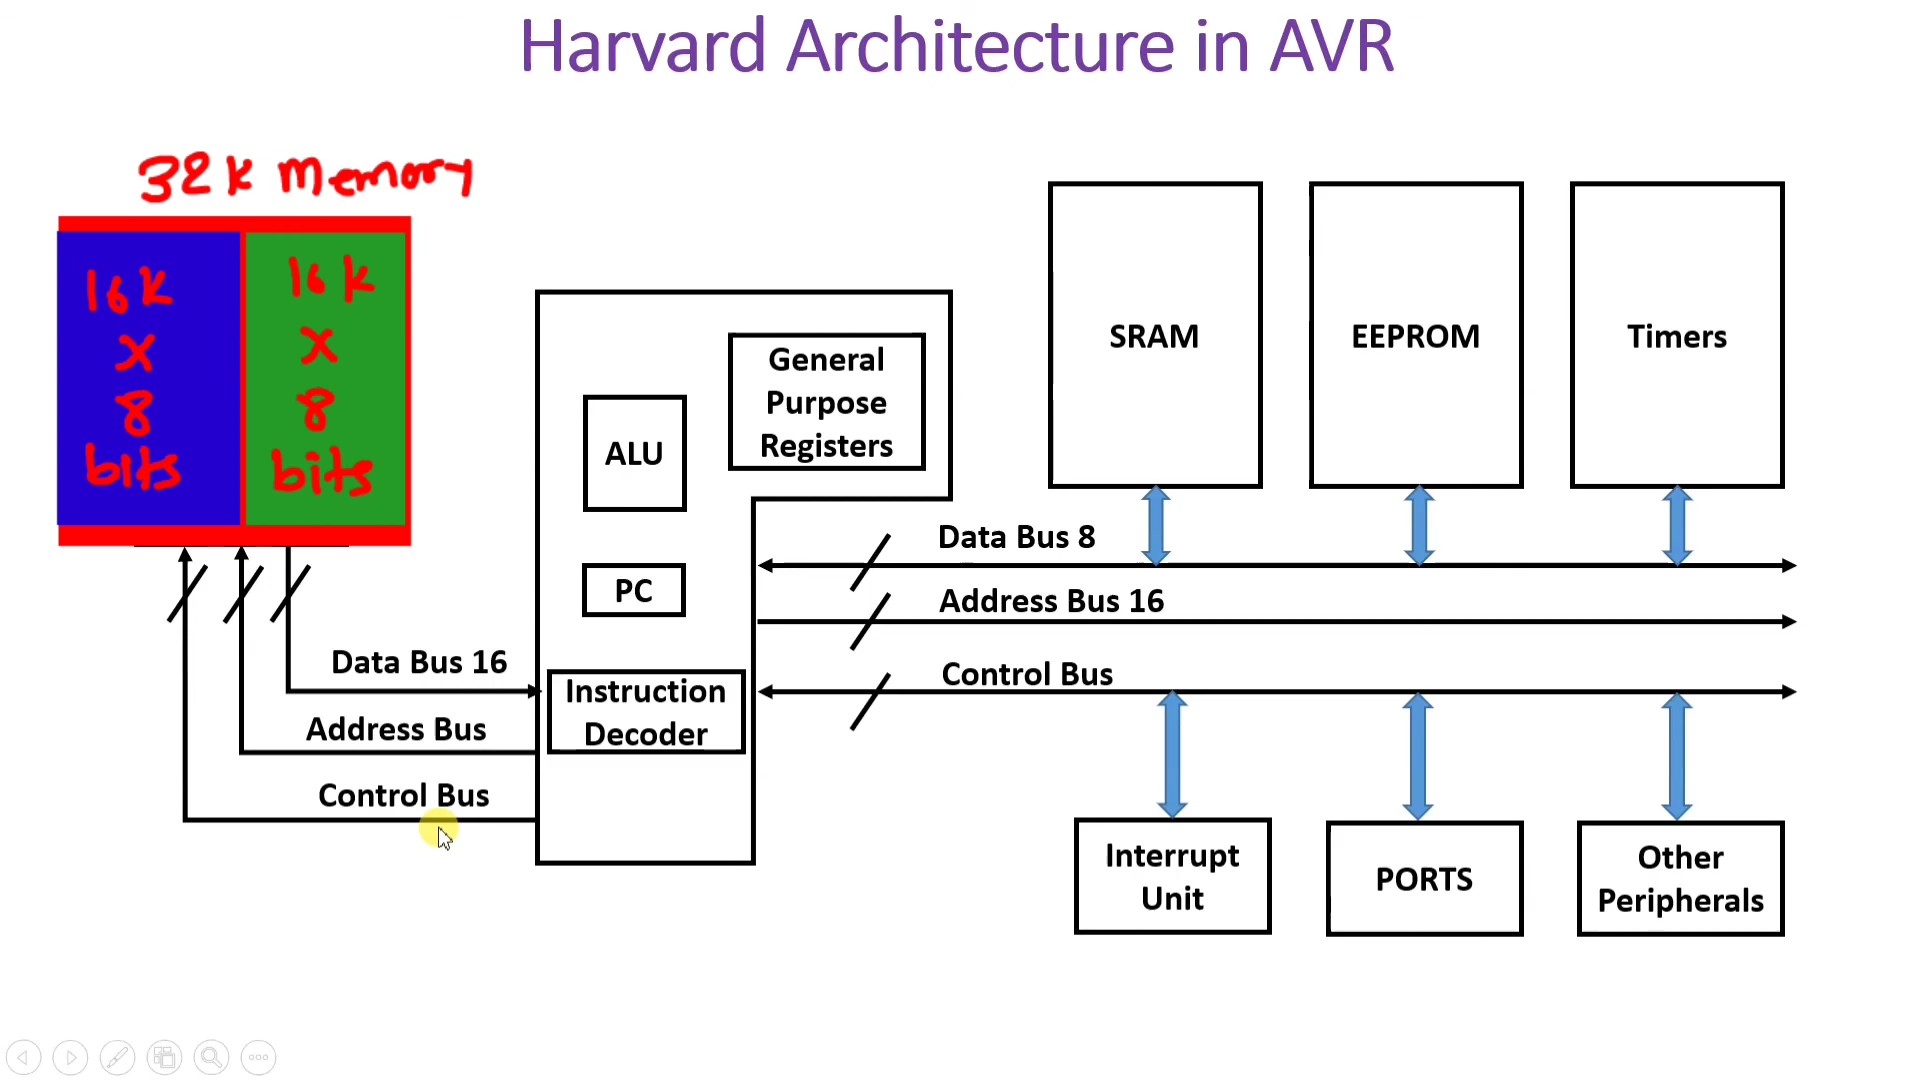 Harvard Architecture in AVR
32k memory
16k
x
8
bits
16k
x
8
bits
General
Purpose
Registers
ALU
PC
Instruction
Decoder
Data Bus 16
Address Bus
Control Bus
SRAM
EEPROM
Timers
Data Bus 8
Address Bus 16
Control Bus
Interrupt
Unit
PORTS
Other
Peripherals